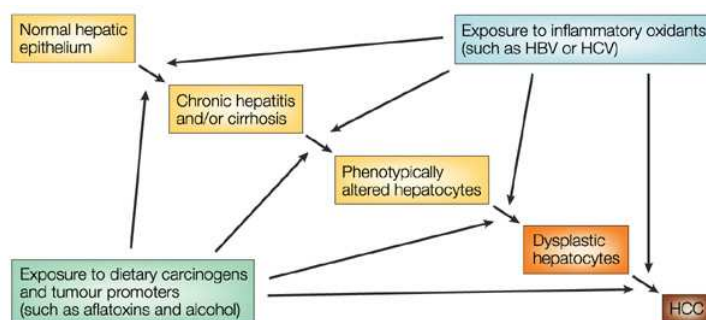 Normal hepatic
epithelium
Exposure to inflammatory oxidants
(such as HBV or HCV)
Chronic hepatitis
and/or cirrhosis
Phenotypically
altered hepatocytes
Dysplastic
hepatocytes
Exposure to dietary carcinogens
and tumour promoters
(such as aflatoxins and alcohol)
HCC